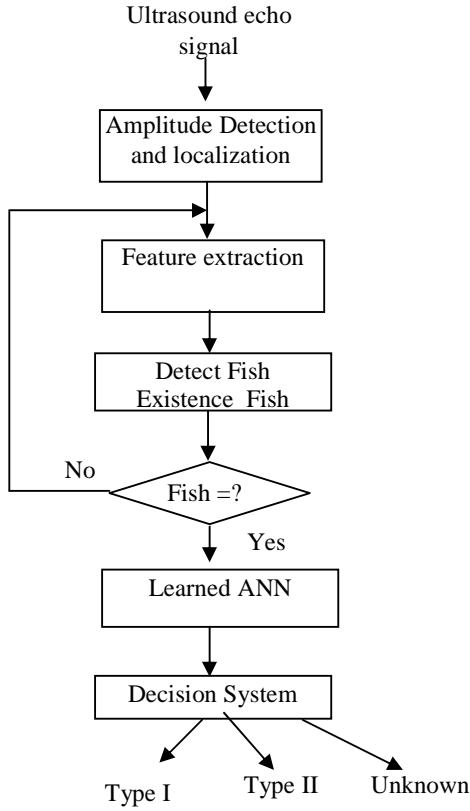 Ultrasound echo
signal
Amplitude Detection
and localization
Feature extraction
Detect Fish
Existence Fish
No
Fish =?
Yes
Learned ANN
Decision System
Type I
Type II
Unknown